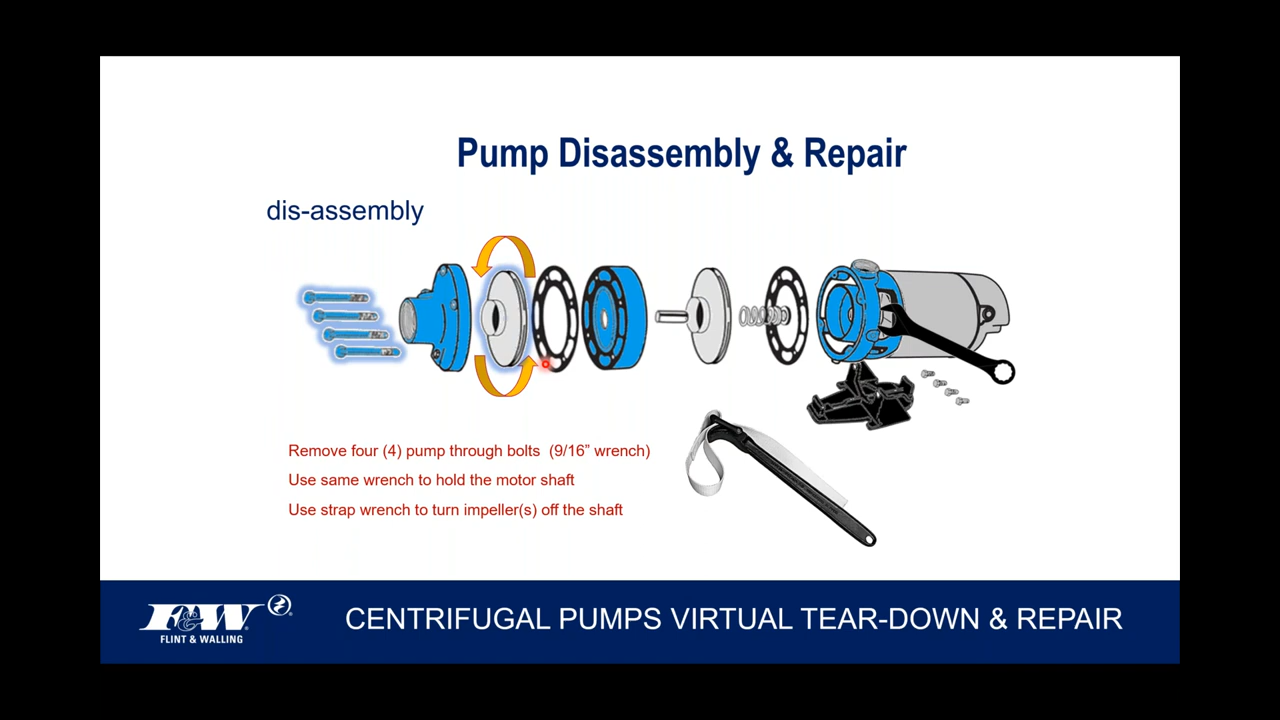 Pump Disassembly & Repair
dis-assembly
Remove four (4) pump through bolts (9/16" wrench)
Use same wrench to hold the motor shaft
Use strap wrench to turn impeller(s) off the shaft
F&W®
FLINT & WALLING
CENTRIFUGAL PUMPS VIRTUAL TEAR-DOWN & REPAIR